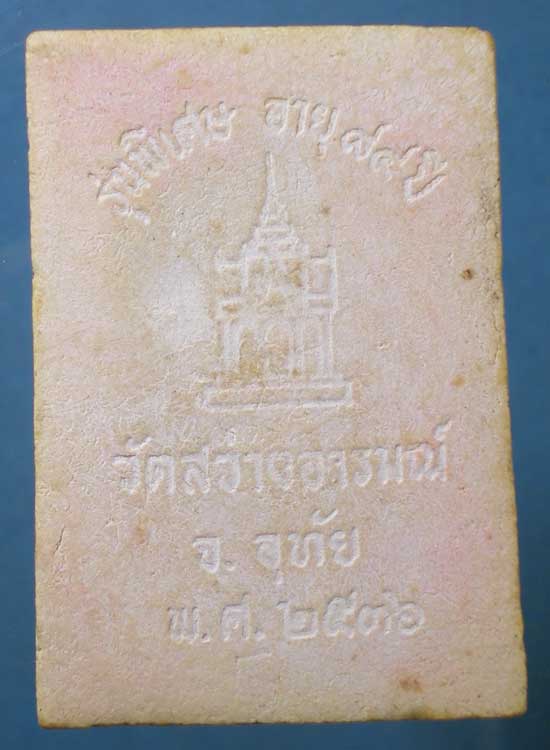 รุ่นพิเศษ อายุ ๗๙ ปี
วัดสว่างอารมณ์
จ. อุทัย
พ.ศ. ๒๕๓๖